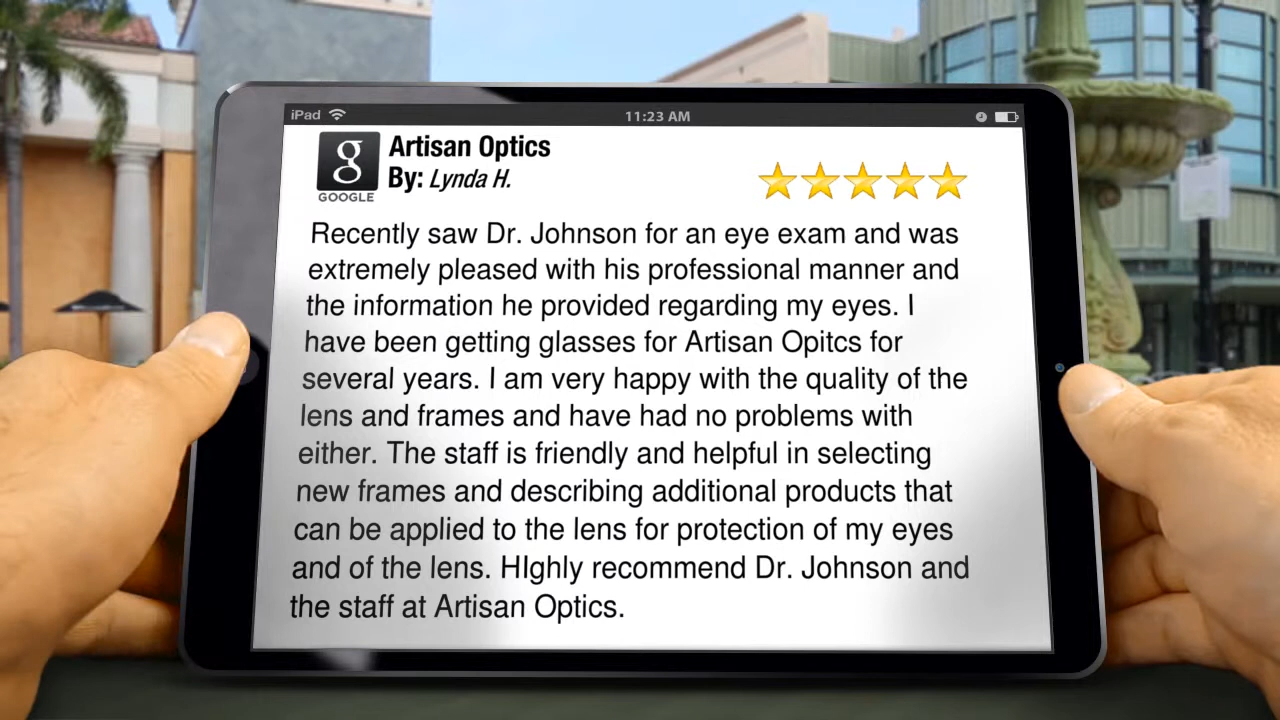 iPad
11:23 AM
g
GOOGLE
Artisan Optics
By: Lynda H.
Recently saw Dr. Johnson for an eye exam and was
extremely pleased with his professional manner and
the information he provided regarding my eyes. I
have been getting glasses for Artisan Opitcs for
several years. I am very happy with the quality of the
lens and frames and have had no problems with
either. The staff is friendly and helpful in selecting
new frames and describing additional products that
can be applied to the lens for protection of my eyes
and of the lens. HIghly recommend Dr. Johnson and
the staff at Artisan Optics.